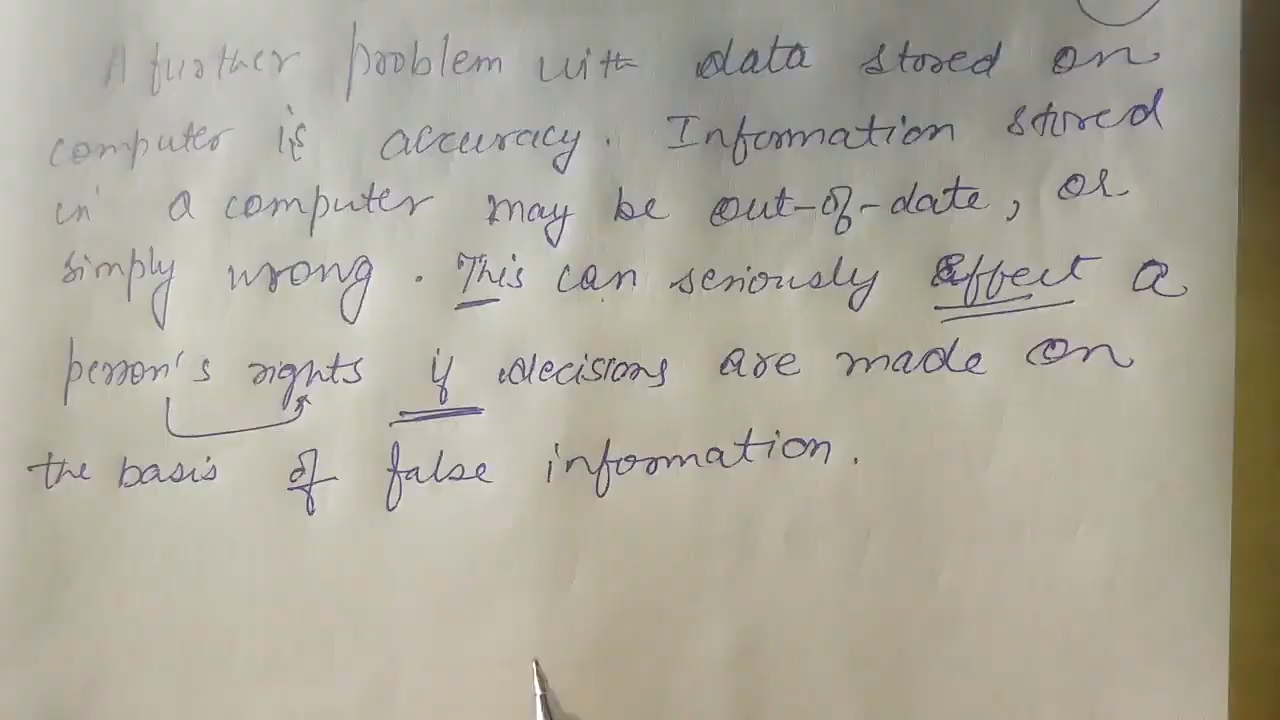 A further problem with data stored on
computer is accuracy. Information stored
in a computer may be out-of-date, or
simply wrong. This can seriously affect a
person's rights if decisions are made on
the basis of false information.